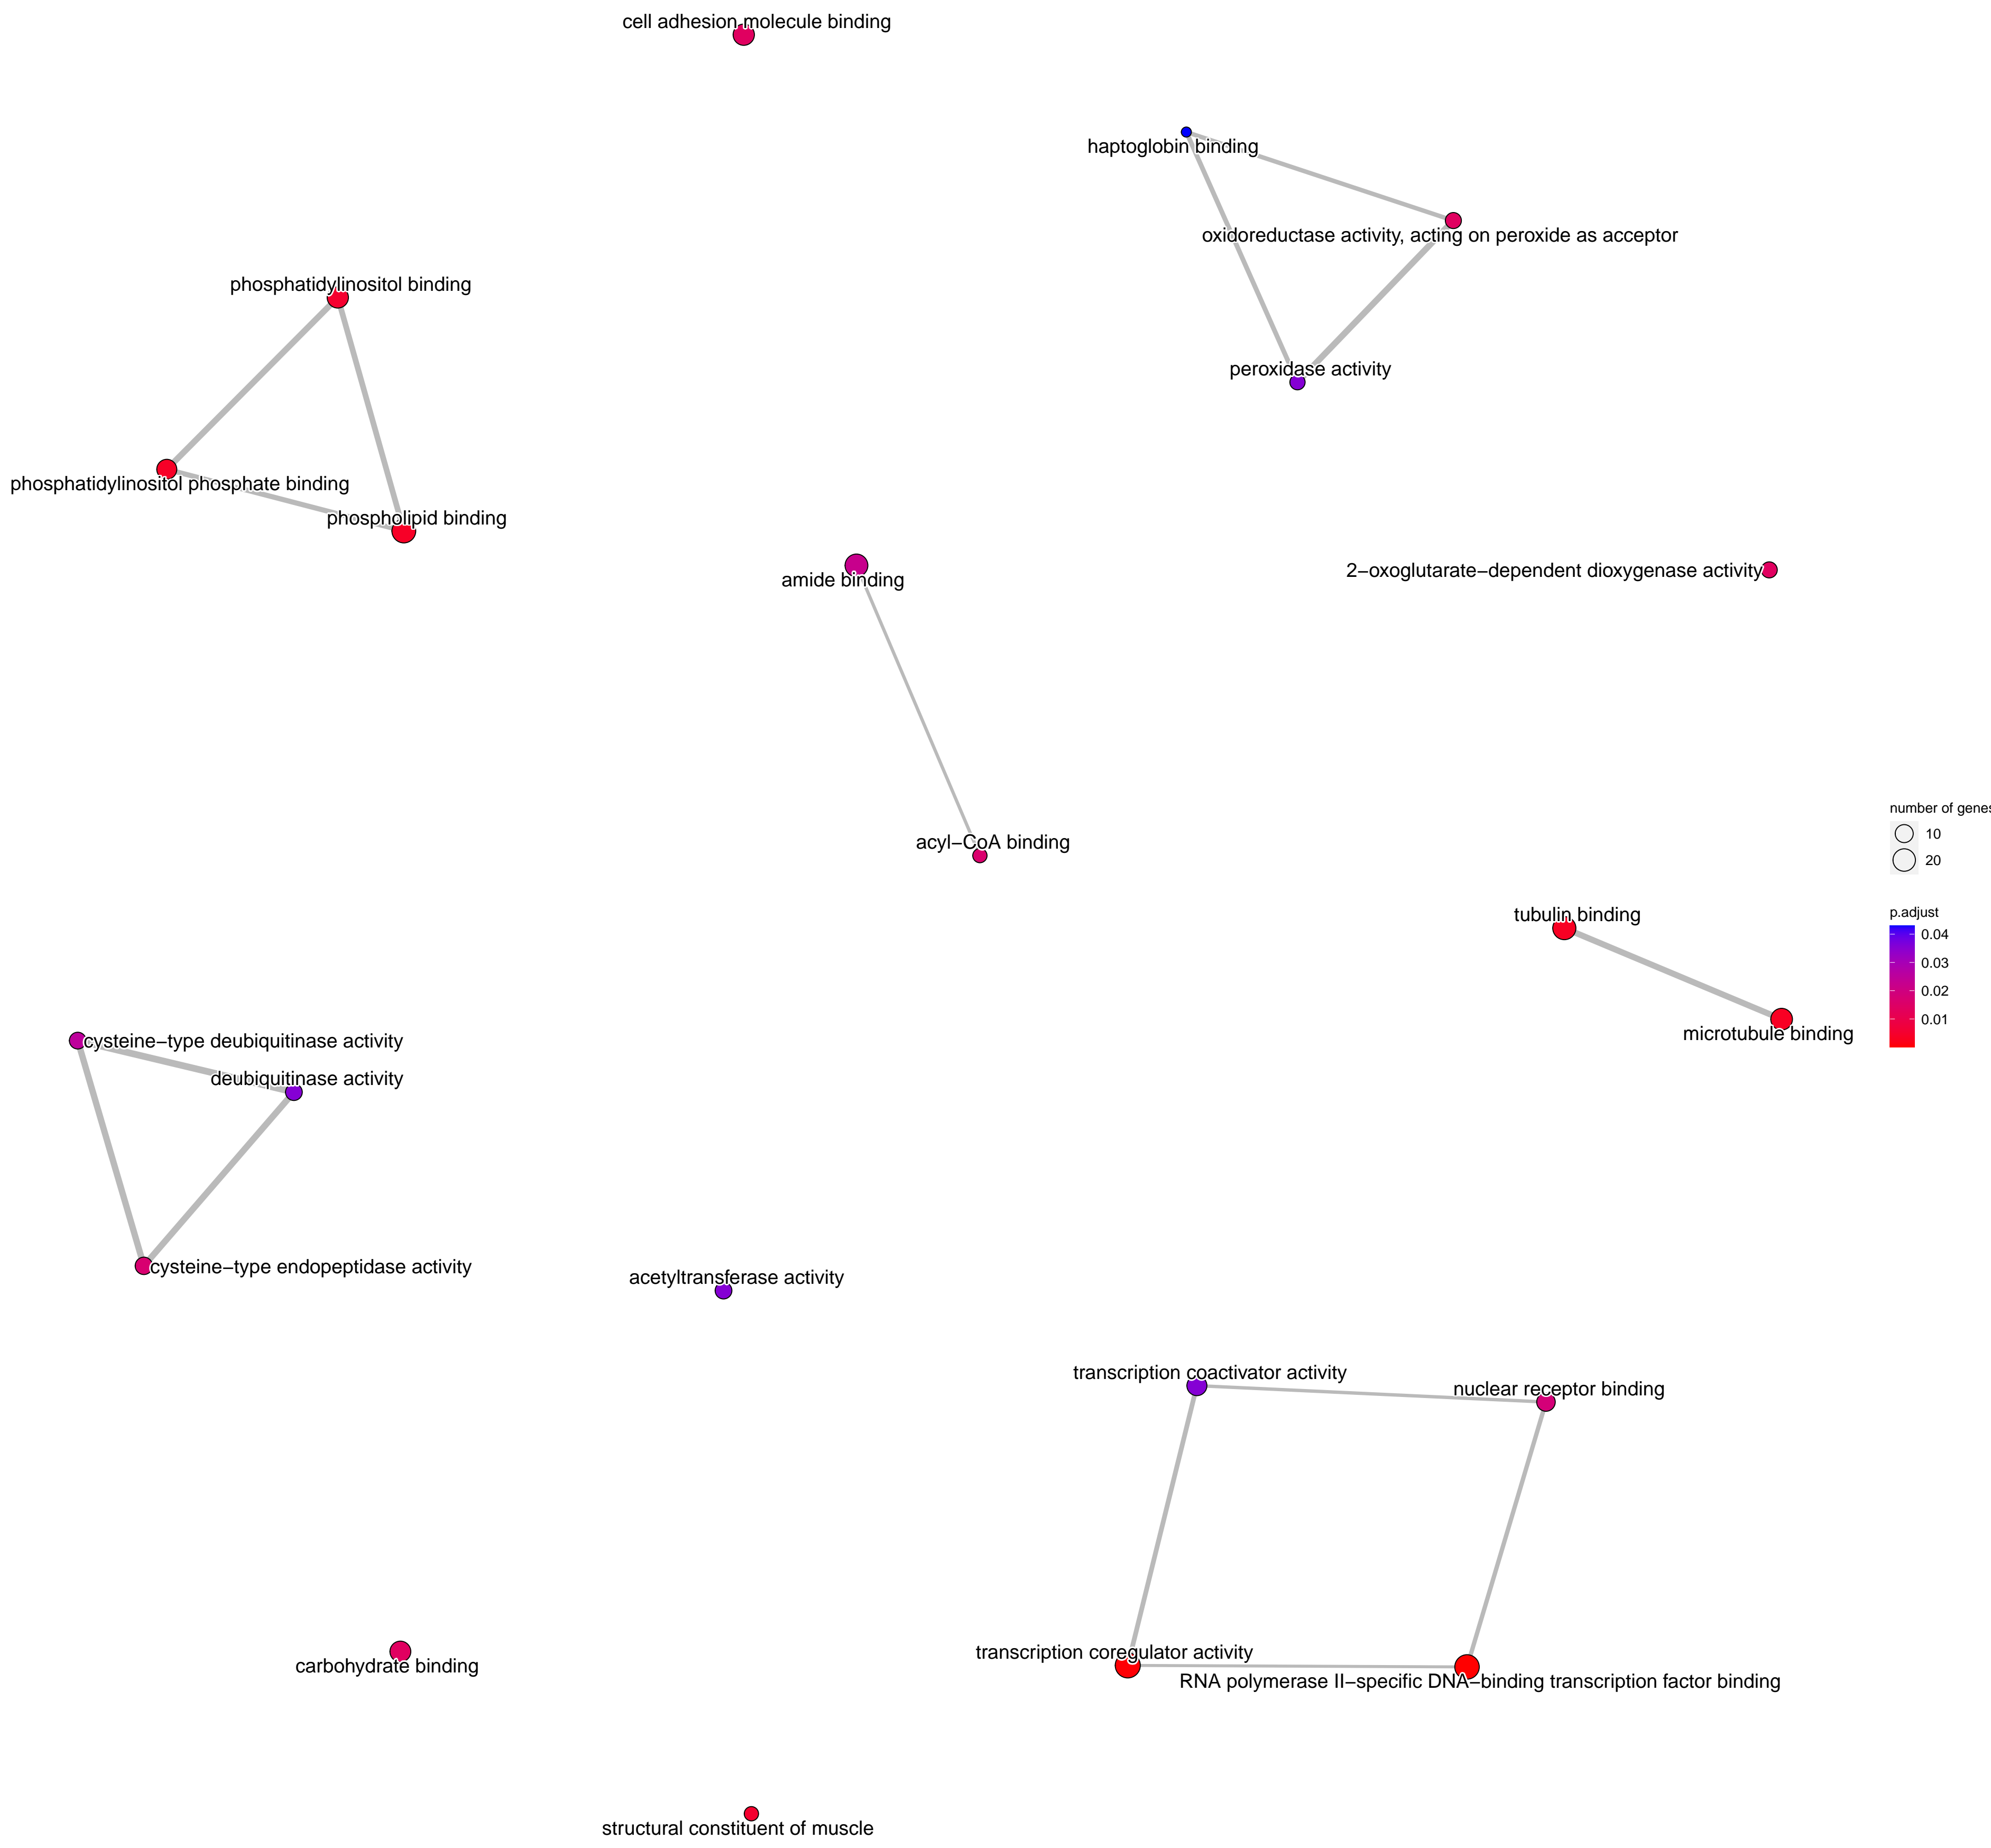 cell adhesion molecule binding
haptoglobin binding
oxidoreductase activity, acting on peroxide as acceptor
phosphatidylinositol binding
peroxidase activity
phosphatidylinositol phosphate binding
phospholipid binding
amide binding
2−oxoglutarate−dependent dioxygenase activity
number of genes
10
acyl−CoA binding
20
tubulin binding
p.adjust
0.04
0.03
0.02
0.01
microtubule binding
cysteine−type deubiquitinase activity
deubiquitinase activity
cysteine−type endopeptidase activity
acetyltransferase activity
transcription coactivator activity
nuclear receptor binding
transcription coregulator activity
carbohydrate binding
RNA polymerase II−specific DNA−binding transcription factor binding
structural constituent of muscle